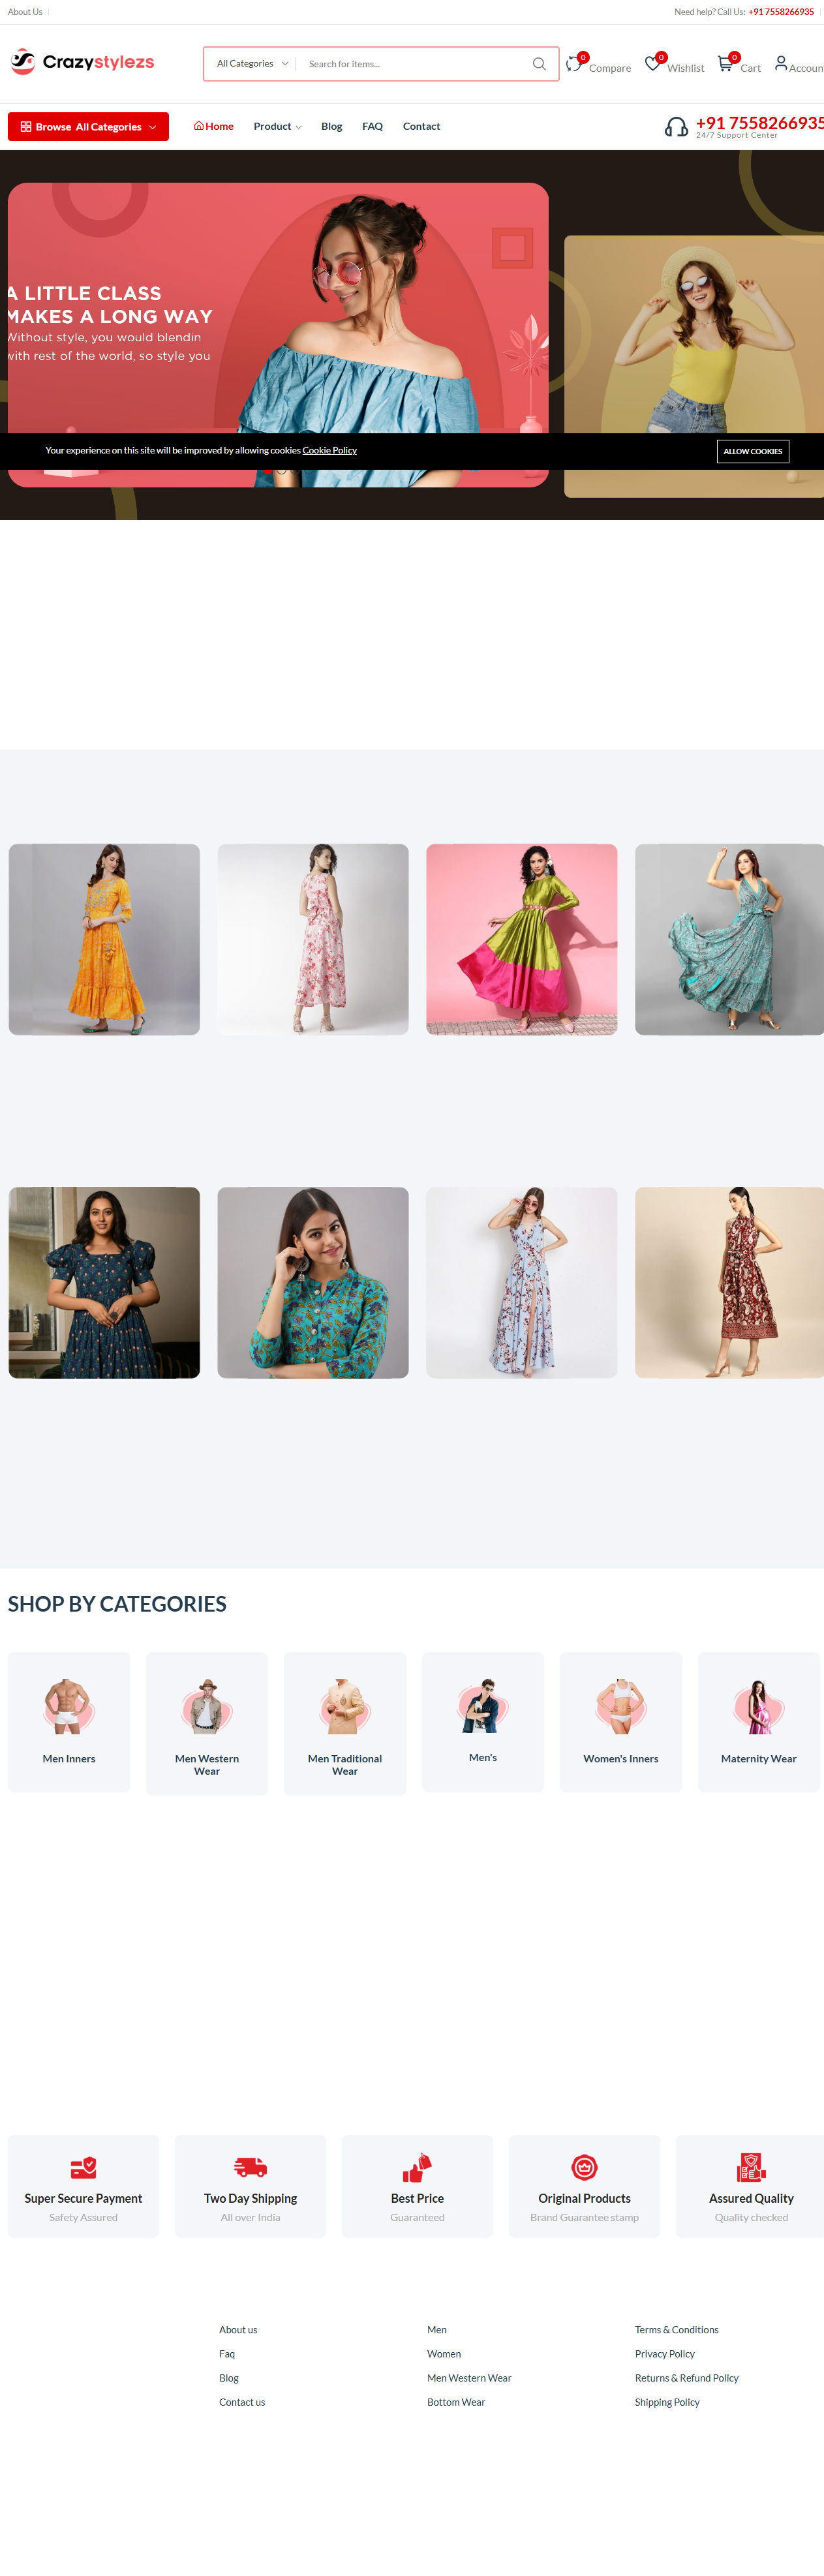 About Us
Need help? Call Us: +91 7558266935
Crazystylezs
All Categories
Search for items...
0
Compare
0
Wishlist
0
Cart
Browse All Categories
Home
Product
Blog
FAQ
Contact
+91 7558266935
24/7 Support Center
A LITTLE CLASS
MAKES A LONG WAY
Without style, you would blendin
with rest of the world, so style you
Your experience on this site will be improved by allowing cookies Cookie Policy
ALLOW COOKIES
SHOP BY CATEGORIES
Men Inners
Men Western
Wear
Men Traditional
Wear
Men's
Women's Inners
Maternity Wear
Super Secure Payment
Safety Assured
Two Day Shipping
All over India
Best Price
Guaranteed
Original Products
Brand Guarantee stamp
Assured Quality
Quality checked
About us
Faq
Blog
Contact us
Men
Women
Men Western Wear
Bottom Wear
Terms & Conditions
Privacy Policy
Returns & Refund Policy
Shipping Policy